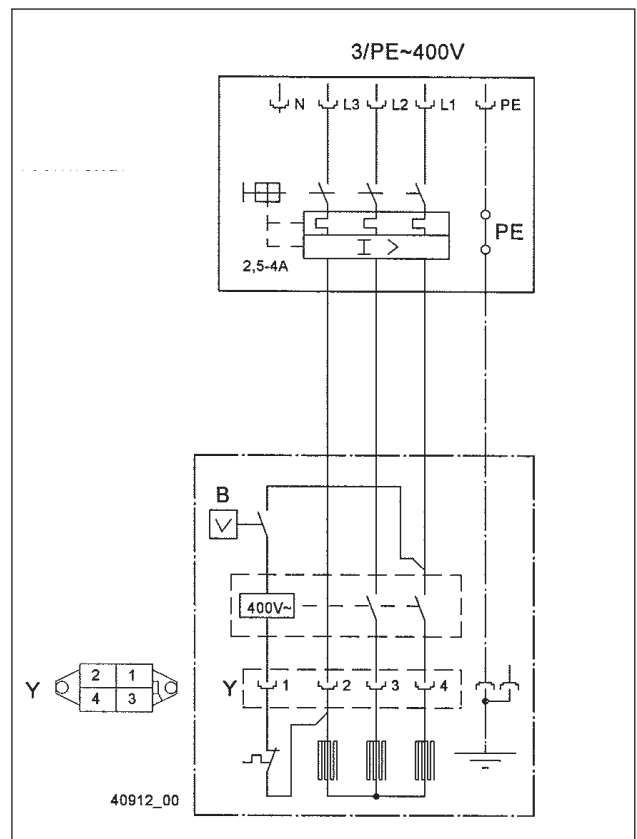 3/PE~400V
N L3 L2 L1 PE
PE
I >
2,5-4A
B
400V~
Y 1 2 3 4
Y
2 1
4 3
40912_00